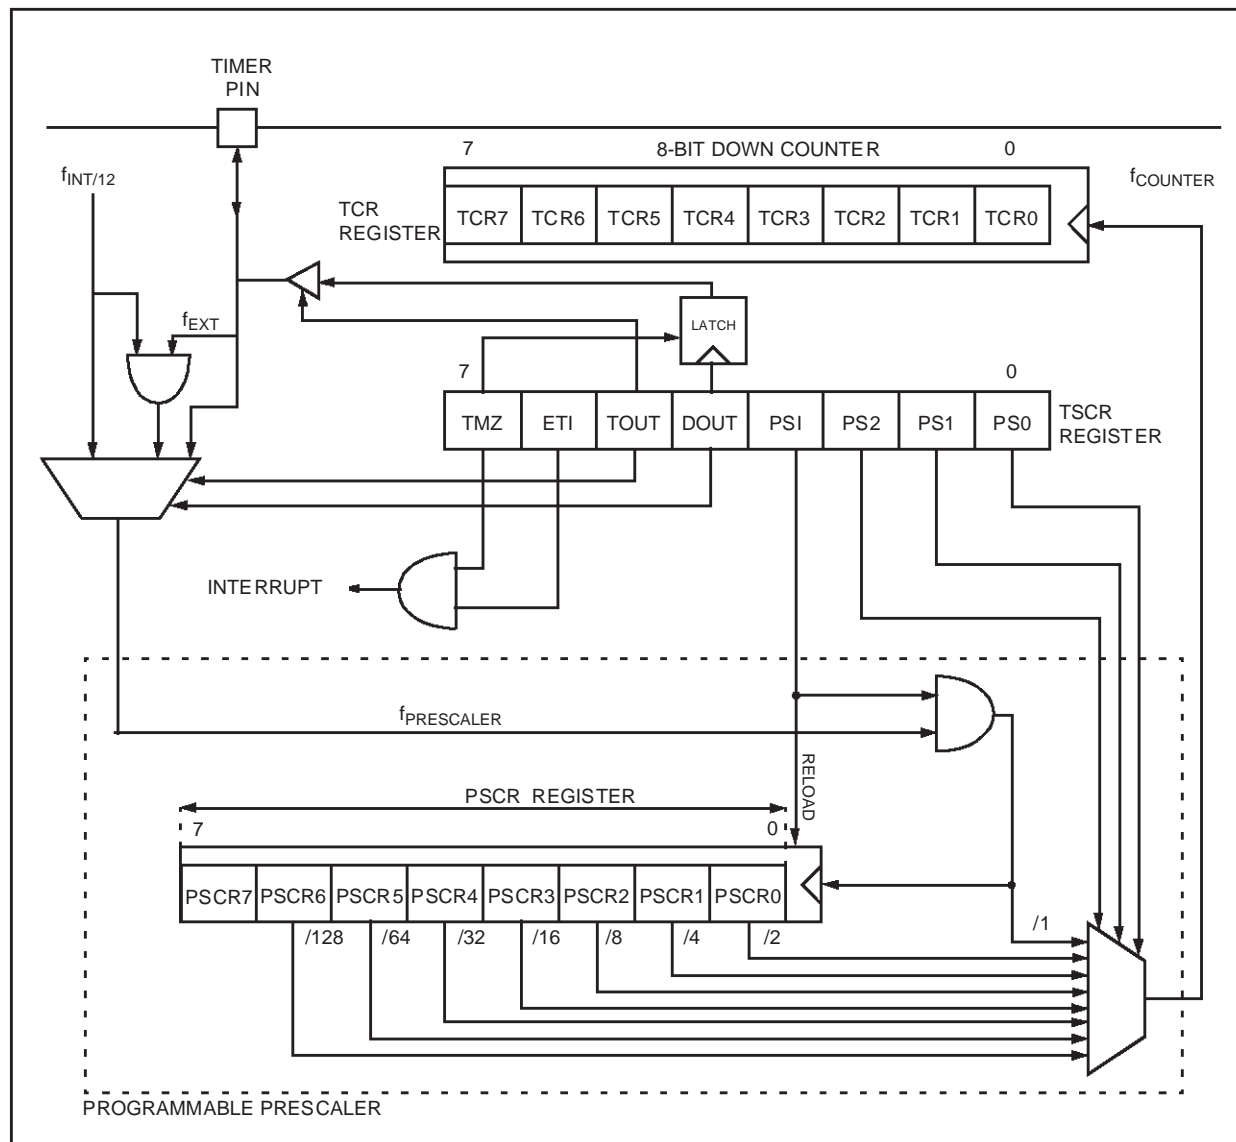 TIMER
PIN
7 8-BIT DOWN COUNTER 0
fINT/12
fCOUNTER
TCR
REGISTER
TCR7 TCR6 TCR5 TCR4 TCR3 TCR2 TCR1 TCR0
fEXT
LATCH
7 0
TMZ ETI TOUT DOUT PSI PS2 PS1 PS0
TSCR
REGISTER
INTERRUPT
fPRESCALER
RELOAD
PSCR REGISTER
7 0
PSCR7 PSCR6 PSCR5 PSCR4 PSCR3 PSCR2 PSCR1 PSCR0
/128 /64 /32 /16 /8 /4 /2 /1
PROGRAMMABLE PRESCALER